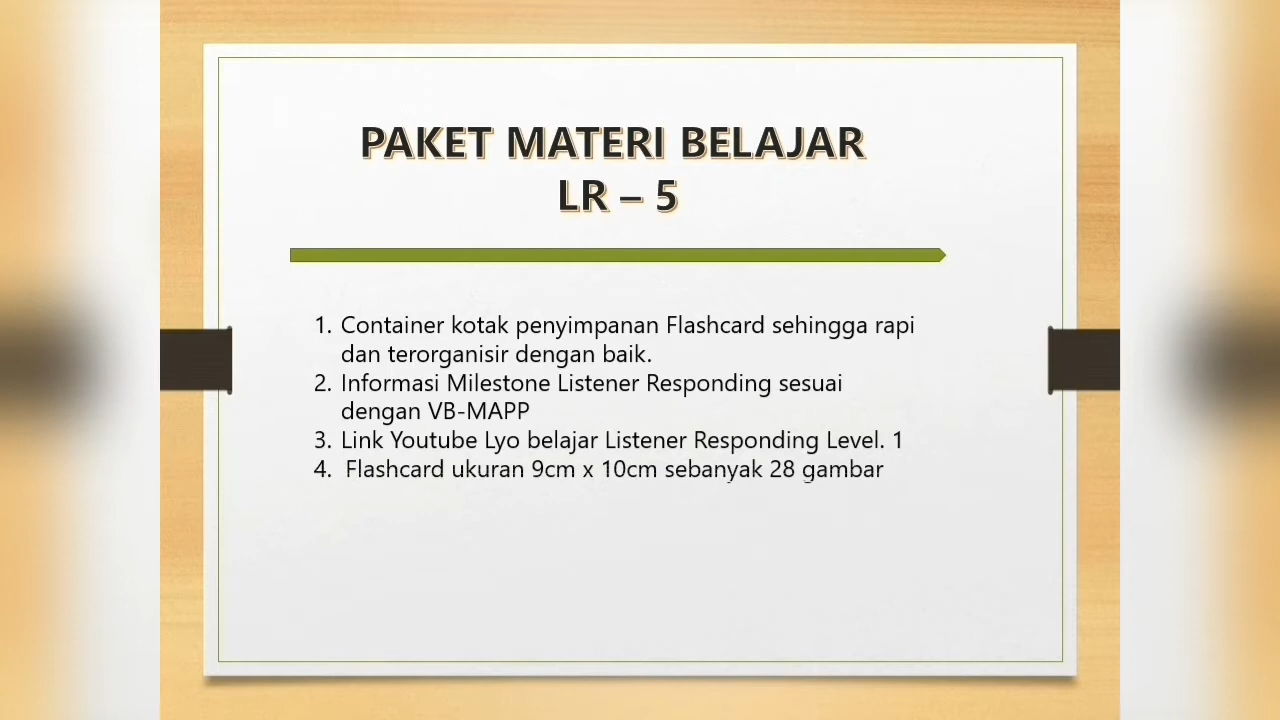 PAKET MATERI BELAJAR
LR – 5
1. Container kotak penyimpanan Flashcard sehingga rapi
dan terorganisir dengan baik.
2. Informasi Milestone Listener Responding sesuai
dengan VB-MAPP
3. Link Youtube Lyo belajar Listener Responding Level. 1
4. Flashcard ukuran 9cm x 10cm sebanyak 28 gambar